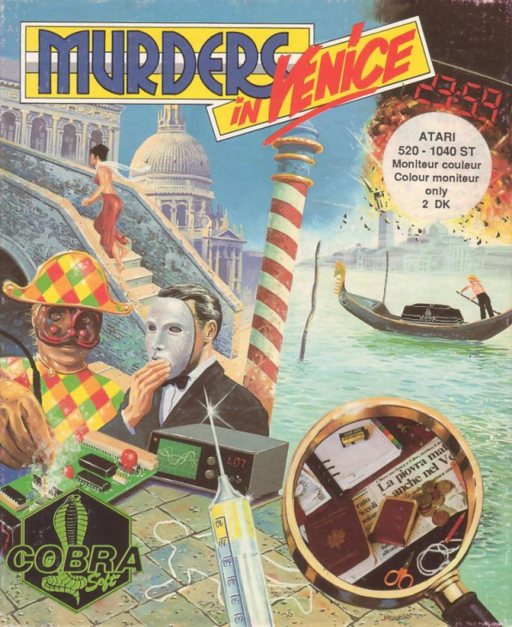 MURDERS
in VENICE
23:59
ATARI
520 - 1040 ST
Moniteur couleur
Colour moniteur
only
2 DK
La piovra
anche nel
COBRA
Soft
Mounier